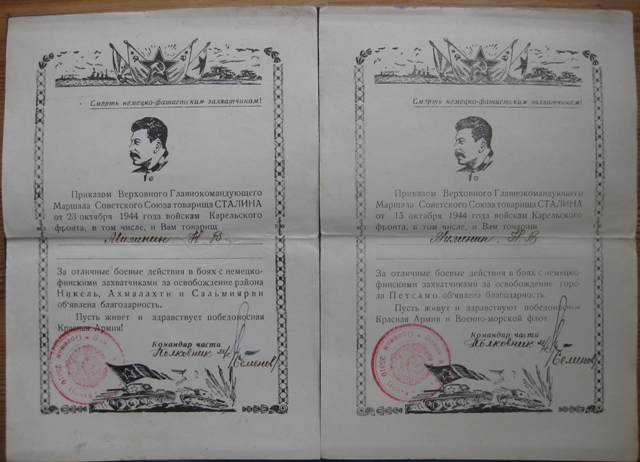 Смерть немецко-фашистским захватчикам!
Приказом Верховного Главнокомандующего
Маршала Советского Союза товарища СТАЛИНА
от 23 октября 1944 года войскам Карельского
фронта, в том числе, и Вам товарищ
Н. В.
За отличные боевые действия в боях с немецко-
финскими захватчиками за освобождение района
Никель, Ахмалахти и Сальмиярви
об'явлена благодарность.
Пусть живет и здравствует победоносная
Красная Армия!
Командир части
Полковник
Смерть немецко-фашистским захватчикам!
Приказом Верховного Главнокомандующего
Маршала Советского Союза товарища СТАЛИНА
от 15 октября 1944 года войскам Карельского
фронта, в том числе, и Вам товарищ
Н. В
За отличные боевые действия в боях с немецко-
финскими захватчиками за освобождение горо-
да Петсамо об'явлена благодарность.
Пусть живут и здравствуют победоносные
Красная Армия и Военно-морской флот.
Командир части
Полковник